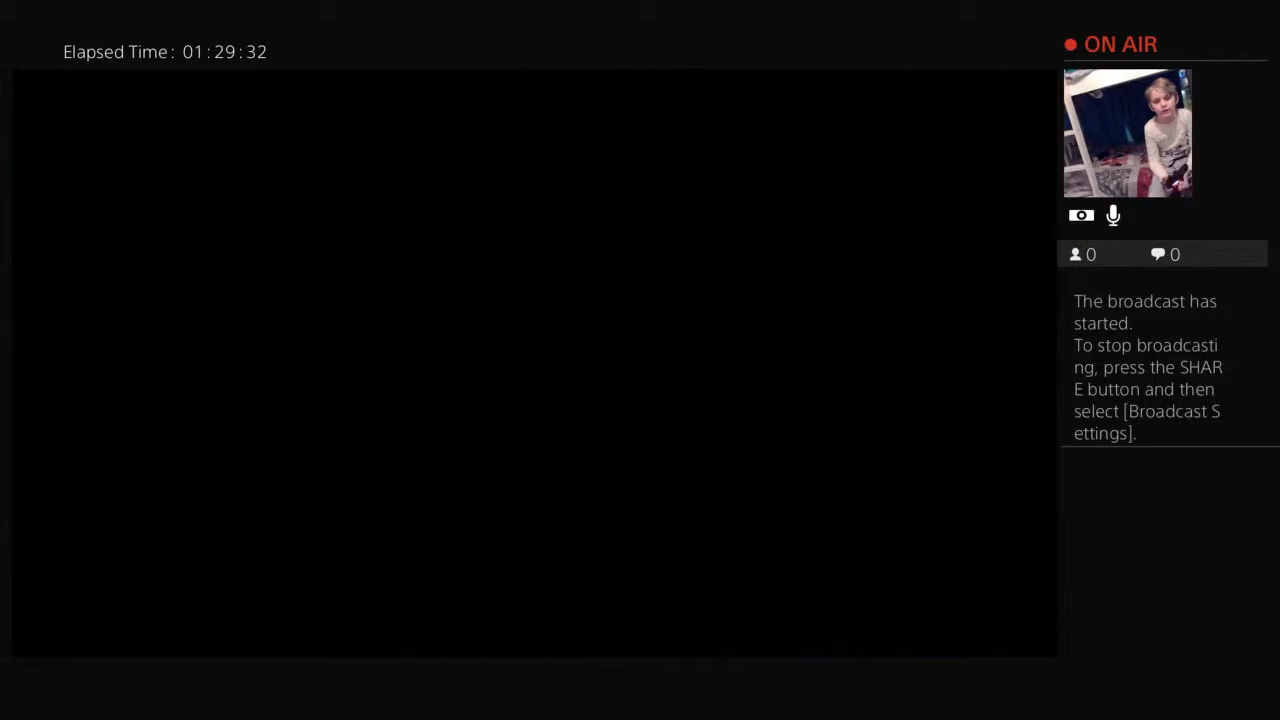 Elapsed Time: 01:29:32
ON AIR
0 0
The broadcast has
started.
To stop broadcasti
ng, press the SHAR
E button and then
select [Broadcast S
ettings].